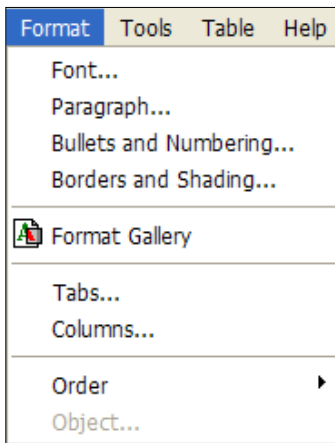 Format Tools Table Help
Font...
Paragraph...
Bullets and Numbering...
Borders and Shading...
Format Gallery
Tabs...
Columns...
Order
Object...